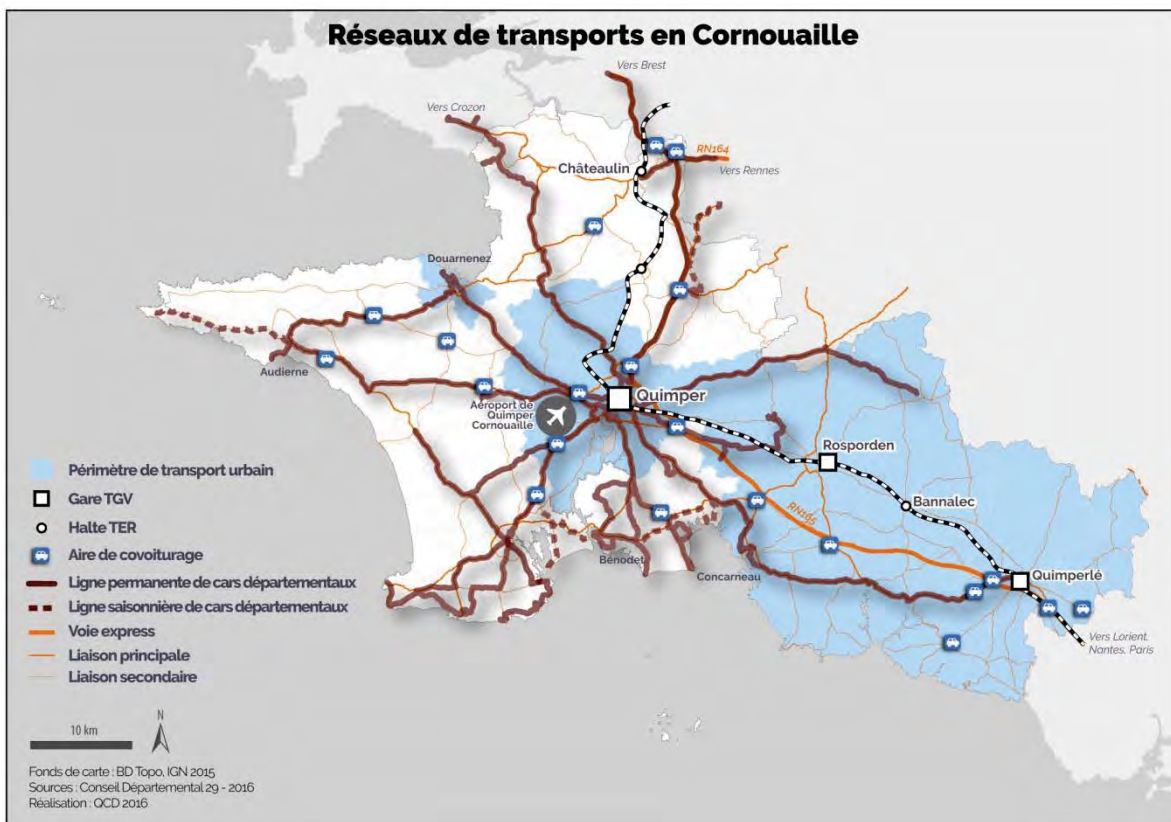 Réseaux de transports en Cornouaille
Vers Brest
Vers Crozon
RN164
Châteaulin
Vers Rennes
Douarnenez
Audierne
Quimper
Aéroport de
Quimper
Cornouaille
Rosporden
Bannalec
RN165
Bénodet
Concarneau
Quimperlé
Vers Lorient,
Nantes, Paris
Périmètre de transport urbain
Gare TGV
Halte TER
Aire de covoiturage
Ligne permanente de cars départementaux
Ligne saisonnière de cars départementaux
Voie express
Liaison principale
Liaison secondaire
10 km
N
Fonds de carte : BD Topo, IGN 2015
Sources : Conseil Départemental 29 - 2016
Réalisation : QCD 2016